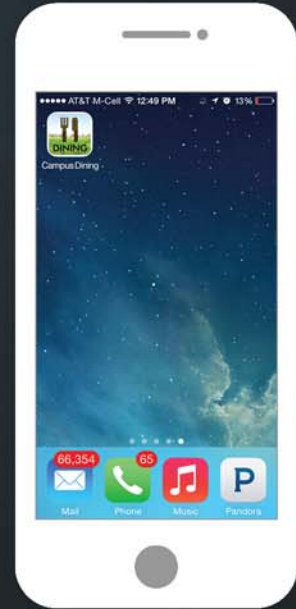 AT&T M-Cell 12:49 PM 13%
DINING
Campus Dining
66,354 65
P
Mail Phone Music Pandora